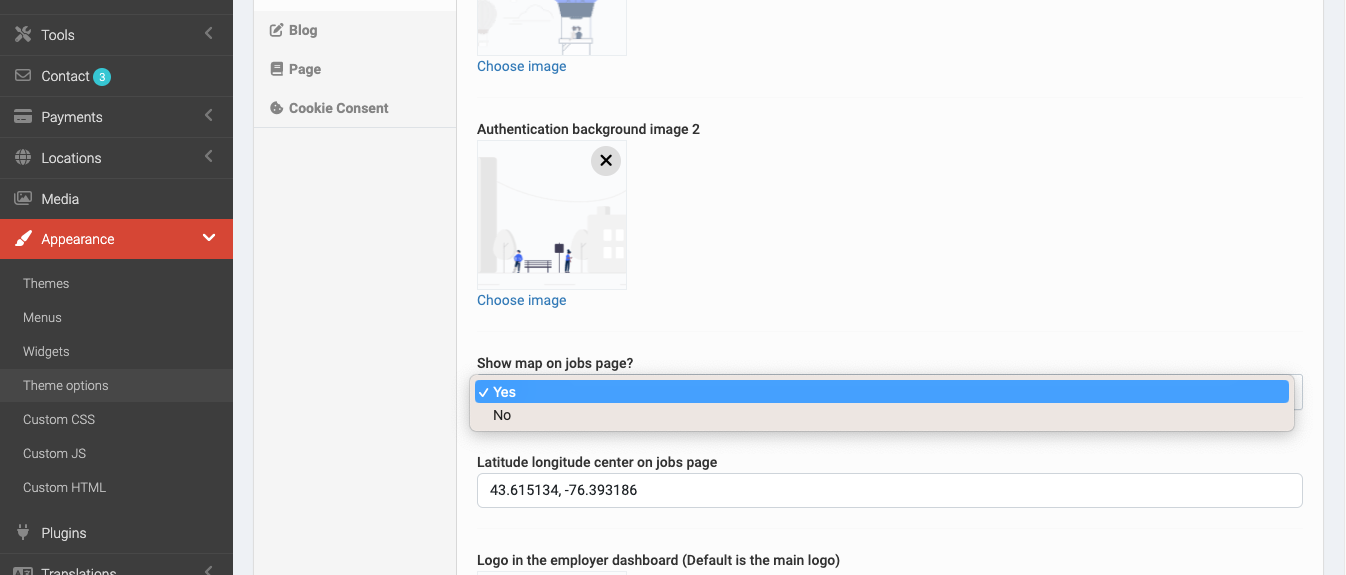 Tools
Contact 3
Payments
Locations
Media
Appearance
Themes
Menus
Widgets
Theme options
Custom CSS
Custom JS
Custom HTML
Plugins
Translations
Blog
Page
Cookie Consent
Choose image
Authentication background image 2
Choose image
Show map on jobs page?
Yes
No
Latitude longitude center on jobs page
43.615134, -76.393186
Logo in the employer dashboard (Default is the main logo)